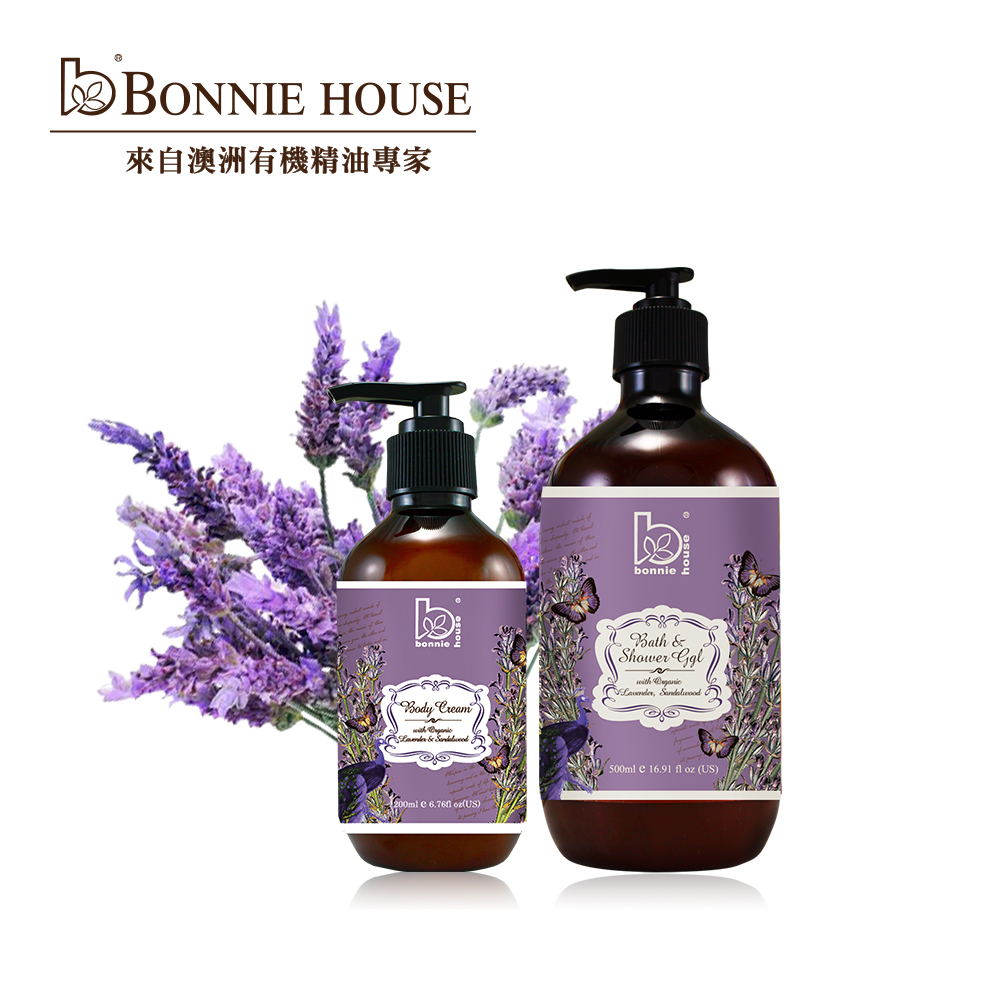 b®
BONNIE HOUSE
來自澳洲有機精油專家
b®
bonnie
house
Body Cream
with Organic
Lavender & Sandalwood
200ml e 6.76fl oz(US)
b®
bonnie
house
Bath &
Shower Ggl
with Organic
Lavender, Sandalwood
500ml e 16.91 fl oz (US)